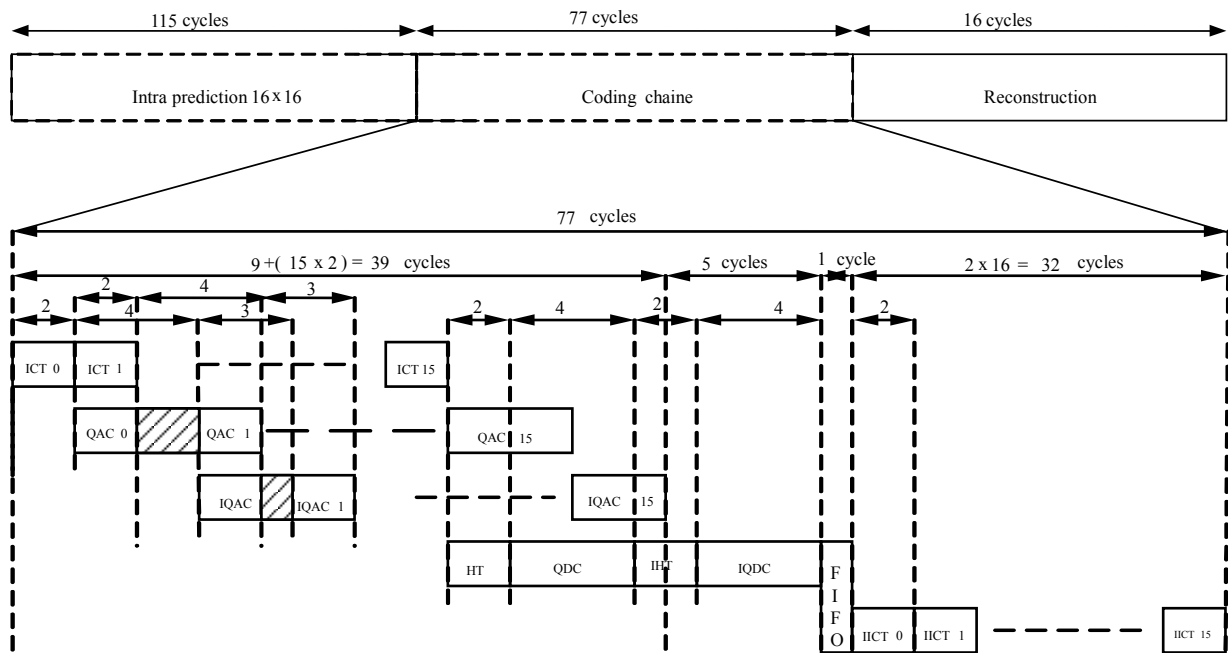 115 cycles 77 cycles 16 cycles
Intra prediction 16x16 Coding chaine Reconstruction
77 cycles
9+( 15 x 2 ) = 39 cycles 5 cycles 1 cycle 2 x 16 = 32 cycles
2 4 3
2 4 3 2 4 2 4 2
ICT 0 ICT 1 ICT 15
QAC 0 QAC 1 QAC 15
IQAC IQAC 1 IQAC 15
HT QDC IHT IQDC FIFO
IICT 0 IICT 1 IICT 15